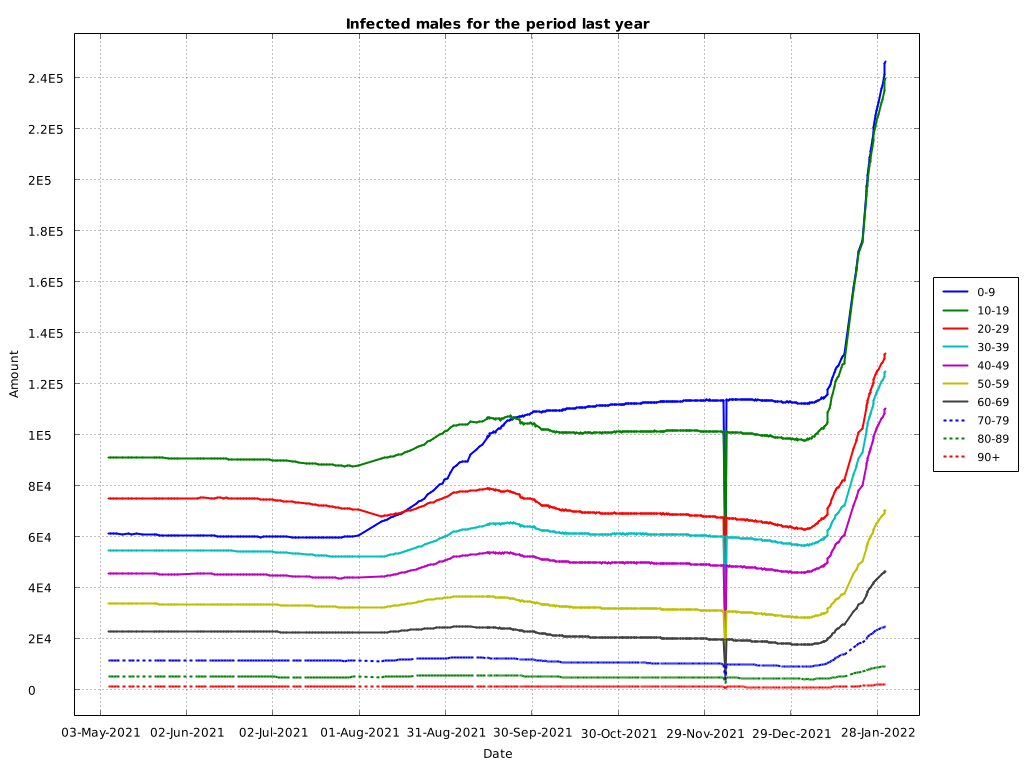 Infected males for the period last year
Amount
2.4E5
2.2E5
2E5
1.8E5
1.6E5
1.4E5
1.2E5
1E5
8E4
6E4
4E4
2E4
0
03-May-2021 02-Jun-2021 02-Jul-2021 01-Aug-2021 31-Aug-2021 30-Sep-2021 30-Oct-2021 29-Nov-2021 29-Dec-2021 28-Jan-2022
Date
0-9
10-19
20-29
30-39
40-49
50-59
60-69
70-79
80-89
90+